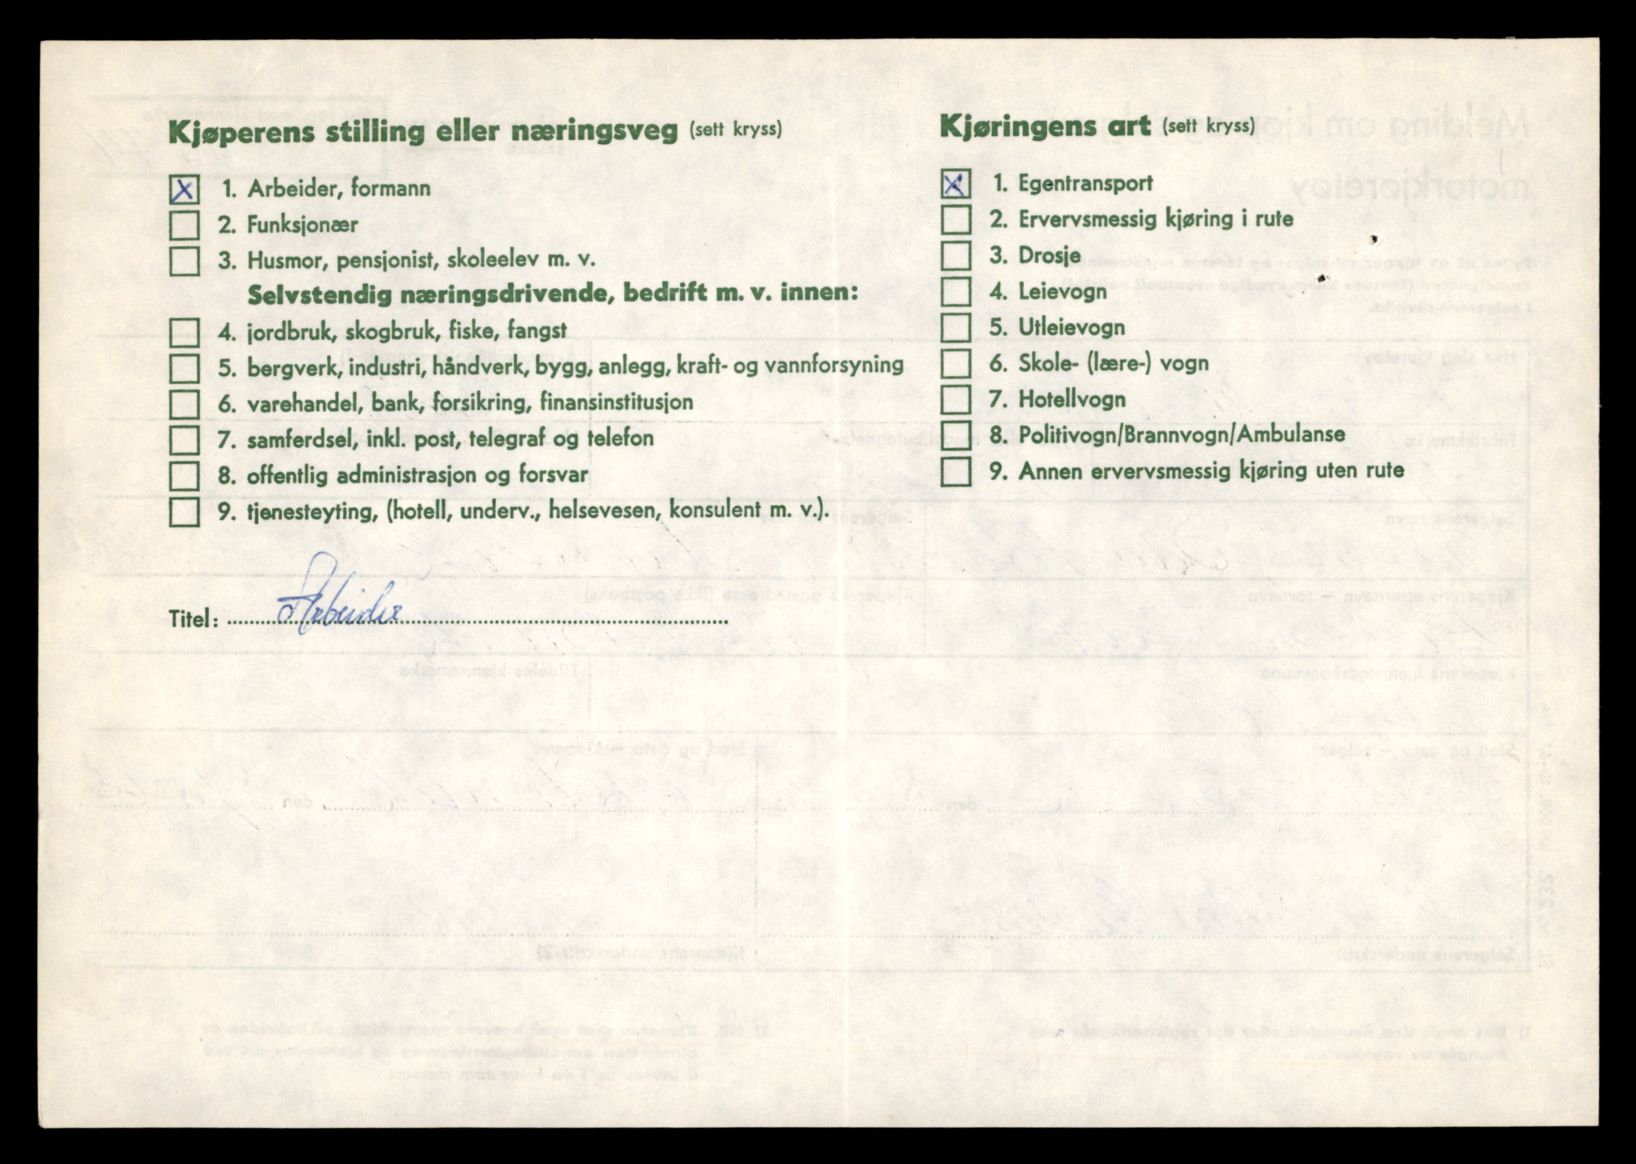 Kjøperens stilling eller næringsveg (sett kryss)
X 1. Arbeider, formann
2. Funksjonær
3. Husmor, pensjonist, skoleelev m. v.
Selvstendig næringsdrivende, bedrift m. v. innen:
4. jordbruk, skogbruk, fiske, fangst
5. bergverk, industri, håndverk, bygg, anlegg, kraft- og vannforsyning
6. varehandel, bank, forsikring, finansinstitusjon
7. samferdsel, inkl. post, telegraf og telefon
8. offentlig administrasjon og forsvar
9. tjenesteyting, (hotell, underv., helsevesen, konsulent m. v.).
Titel: Arbeider
Kjøringens art (sett kryss)
X 1. Egentransport
2. Ervervsmessig kjøring i rute
3. Drosje
4. Leievogn
5. Utleievogn
6. Skole- (lære-) vogn
7. Hotellvogn
8. Politivogn/Brannvogn/Ambulanse
9. Annen ervervsmessig kjøring uten rute